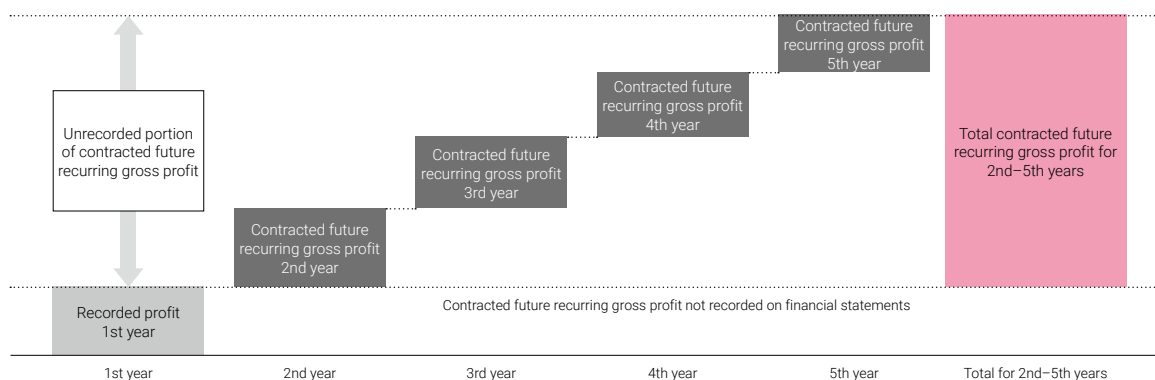 Contracted future
recurring gross profit
5th year
Contracted future
recurring gross profit
4th year
Unrecorded portion
of contracted future
recurring gross profit
Contracted future
recurring gross profit
3rd year
Total contracted future
recurring gross profit for
2nd–5th years
Contracted future
recurring gross profit
2nd year
Recorded profit
1st year
Contracted future recurring gross profit not recorded on financial statements
1st year
2nd year
3rd year
4th year
5th year
Total for 2nd–5th years